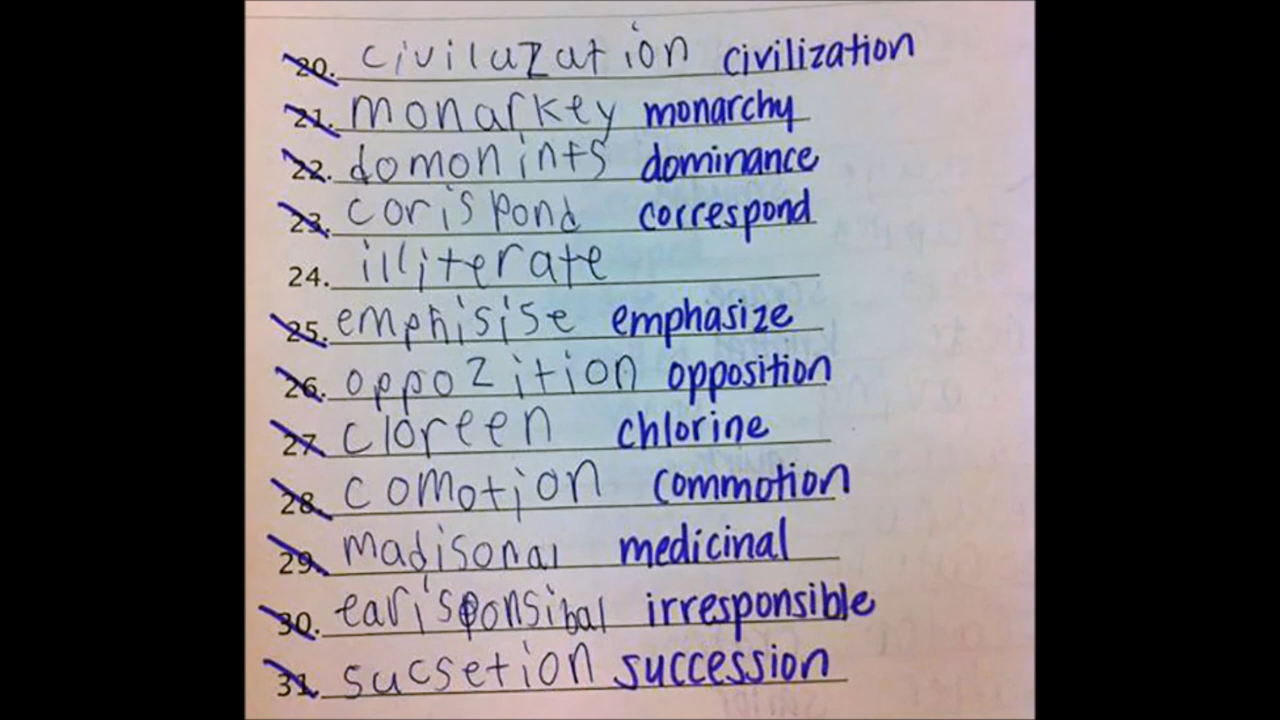 20. civiluzation civilization
21. monarkey monarchy
22. domonints dominance
23. corispond correspond
24. illiterate
25. emphisise emphasize
26. oppozition opposition
27. cloreen chlorine
28. comotion commotion
29. madisonal medicinal
30. earisponsibal irresponsible
31. sucsetion succession